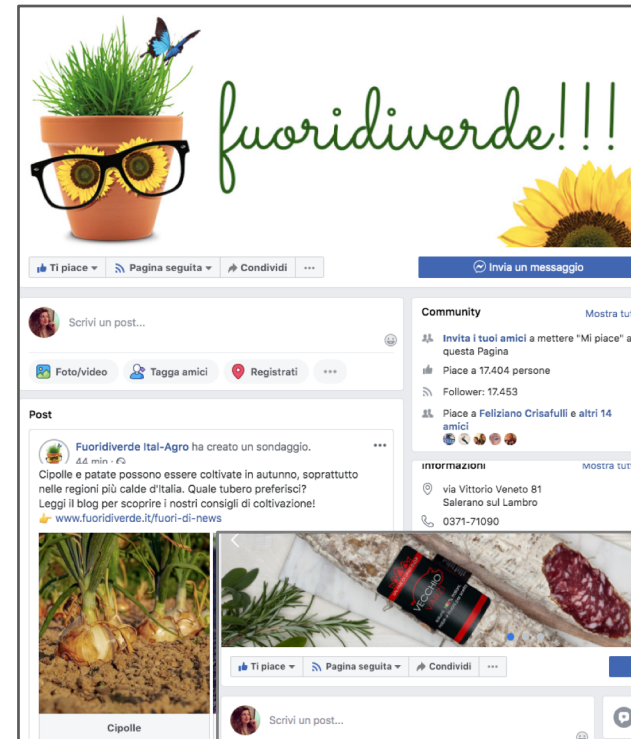 fuoridiverde!!!
Ti piace
Pagina seguita
Condividi
Invia un messaggio
Scrivi un post...
Foto/video
Tagga amici
Registrati
Post
Fuoridiverde Ital-Agro ha creato un sondaggio.
44 min
Cipolle e patate possono essere coltivate in autunno, soprattutto
nelle regioni più calde d'Italia. Quale tubero preferisci?
Leggi il blog per scoprire i nostri consigli di coltivazione!
www.fuoridiverde.it/fuori-di-news
Cipolle
Community
Mostra tut
Invita i tuoi amici a mettere "Mi piace" a
questa Pagina
Piace a 17.404 persone
Follower: 17.453
Piace a Feliziano Crisafulli e altri 14
amici
Informazioni
Mostra tut
via Vittorio Veneto 81
Salerano sul Lambro
0371-71090
VECCHIO
Ti piace
Pagina seguita
Condividi
Scrivi un post...